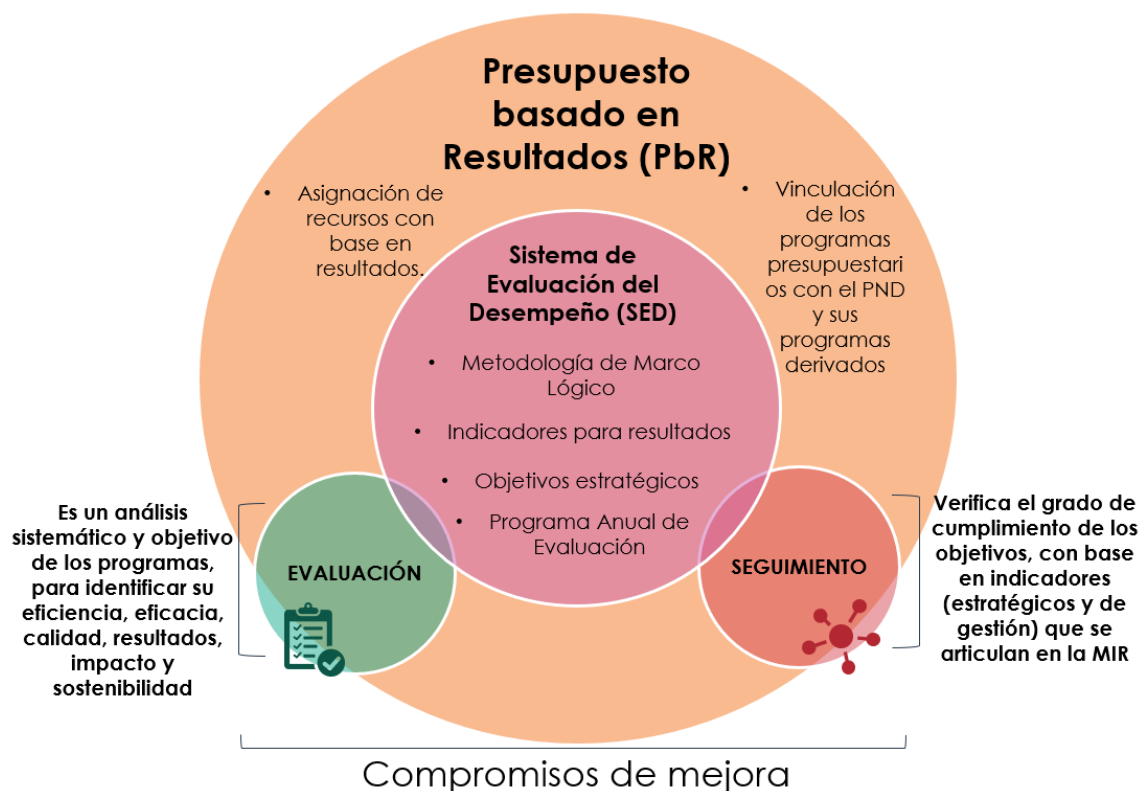 Presupuesto
basado en
Resultados (PbR)
• Asignación de
recursos con
base en
resultados.
• Vinculación
de los
programas
presupuestari
os con el PND
y sus
programas
derivados
Sistema de
Evaluación del
Desempeño (SED)
• Metodología de Marco
Lógico
• Indicadores para resultados
• Objetivos estratégicos
• Programa Anual de
Evaluación
Es un análisis
sistemático y objetivo
de los programas,
para identificar su
eficiencia, eficacia,
calidad, resultados,
impacto y
sostenibilidad
EVALUACIÓN
SEGUIMIENTO
Verifica el grado de
cumplimiento de los
objetivos, con base
en indicadores
(estratégicos y de
gestión) que se
articulan en la MIR
Compromisos de mejora